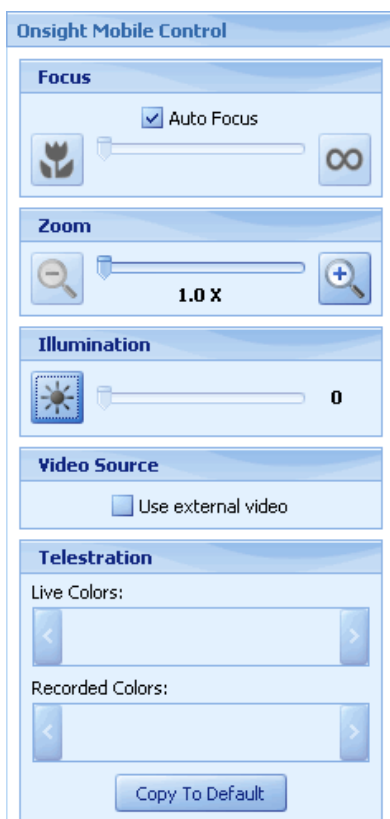 Onsight Mobile Control
Focus
Auto Focus
Zoom
1.0 X
Illumination
0
Video Source
Use external video
Telestration
Live Colors:
Recorded Colors:
Copy To Default